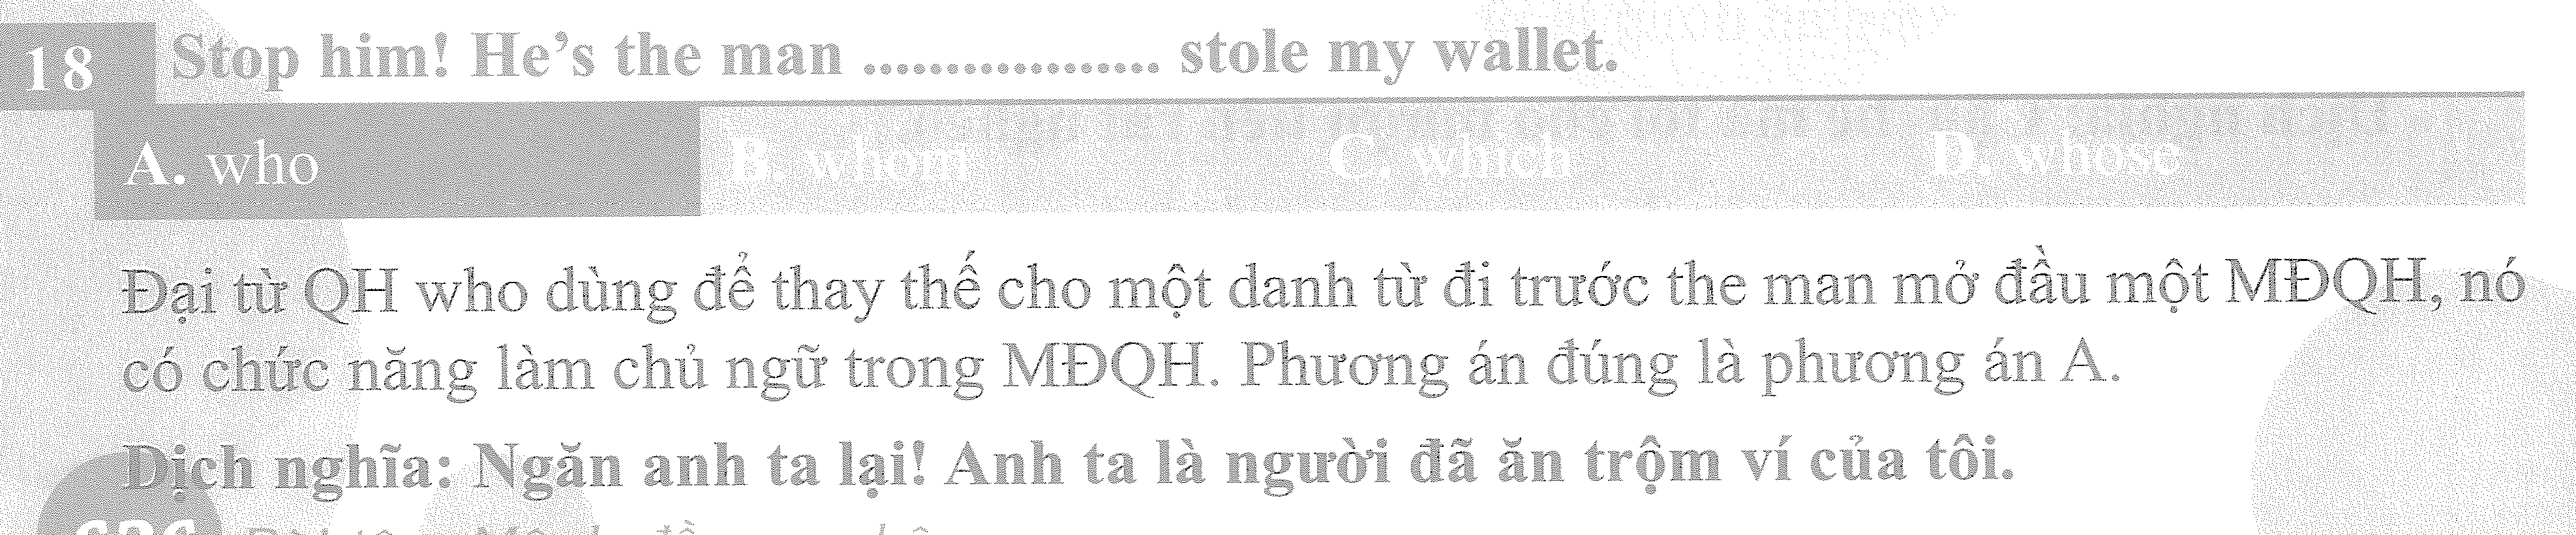 18 Stop him! He's the man .................. stole my wallet.
A. who B. whom C. which D. whose
Đại từ QH who dùng để thay thế cho một danh từ đi trước the man mở đầu một MĐQH, nó
có chức năng làm chủ ngữ trong MĐQH. Phương án đúng là phương án A.
Dịch nghĩa: Ngăn anh ta lại! Anh ta là người đã ăn trộm ví của tôi.